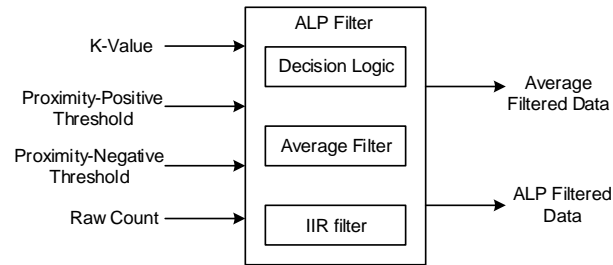 ALP Filter
K-Value
Decision Logic
Proximity-Positive
Threshold
Average
Filtered Data
Proximity-Negative
Threshold
Average Filter
Raw Count
IIR filter
ALP Filtered
Data